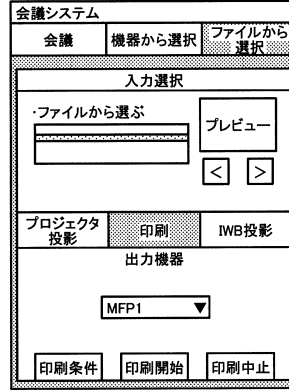 会議システム
会議
機器から選択
ファイルから
選択
入力選択
・ファイルから選ぶ
プレビュー
< >
プロジェクタ
投影
印刷
IWB投影
出力機器
MFP1 ▼
印刷条件
印刷開始
印刷中止